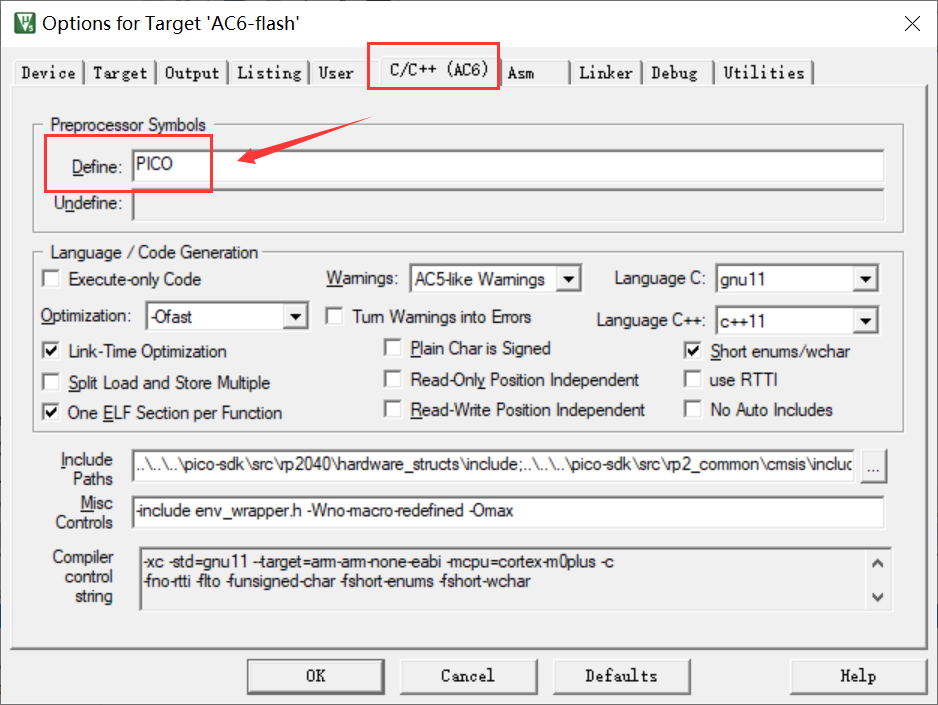 Options for Target 'AC6-flash'
Device Target Output Listing User C/C++ (AC6) Asm Linker Debug Utilities
Preprocessor Symbols
Define: PICO
Undefine:
Language / Code Generation
Execute-only Code Warnings: AC5-like Warnings Language C: gnu11
Optimization: -Ofast Turn Warnings into Errors Language C++: c++11
Link-Time Optimization Plain Char is Signed Short enums/wchar
Split Load and Store Multiple Read-Only Position Independent use RTTI
One ELF Section per Function Read-Write Position Independent No Auto Includes
Include Paths ..\..\..\pico-sdk\src\rp2040\hardware_structs\include;..\..\..\pico-sdk\src\rp2_common\cmsis\includ ...
Misc Controls -include env_wrapper.h -Wno-macro-redefined -Omax
Compiler control string -xc -std=gnu11 --target=arm-arm-none-eabi -mcpu=cortex-m0plus -c
-fno-rtti -flto -funsigned-char -fshort-enums -fshort-wchar
OK Cancel Defaults Help